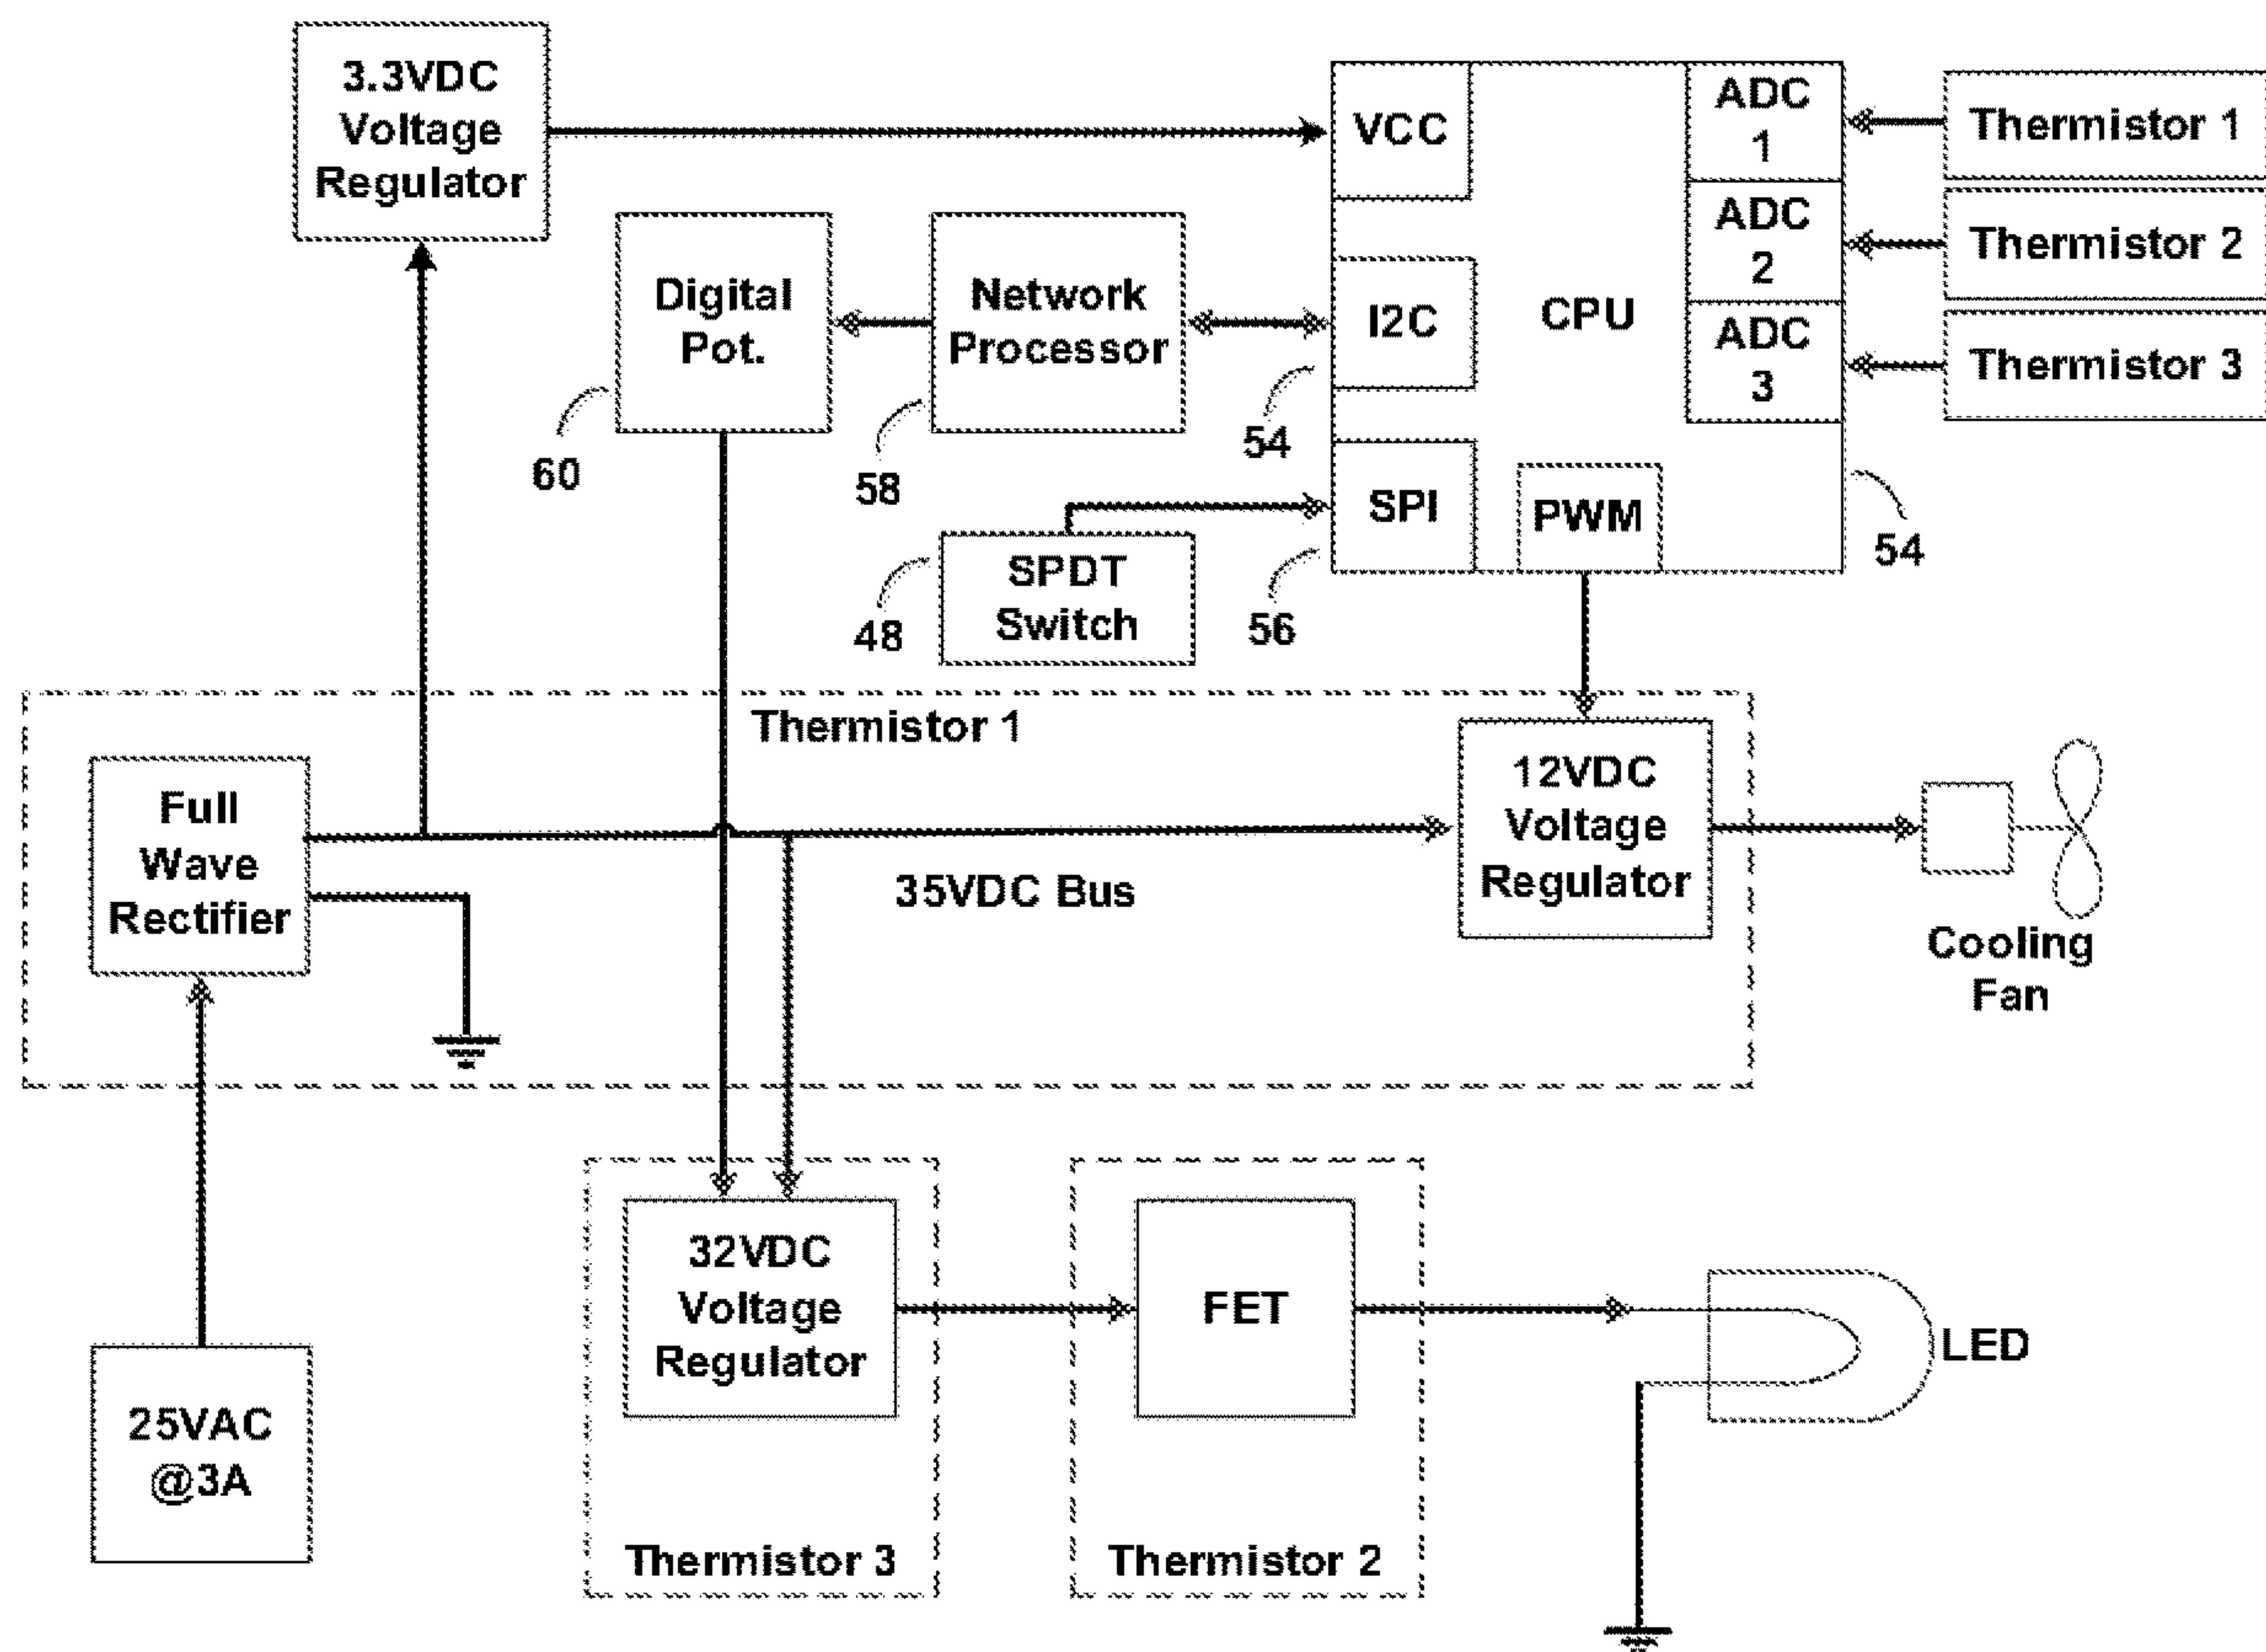 3.3VDC
Voltage
Regulator
VCC
CPU
ADC
1
ADC
2
ADC
3
Thermistor 1
Thermistor 2
Thermistor 3
Digital
Pot.
Network
Processor
I2C
60
58
54
SPI
PWM
54
SPDT
Switch
48
56
Thermistor 1
Full
Wave
Rectifier
35VDC Bus
12VDC
Voltage
Regulator
Cooling
Fan
25VAC
@3A
32VDC
Voltage
Regulator
Thermistor 3
FET
Thermistor 2
LED